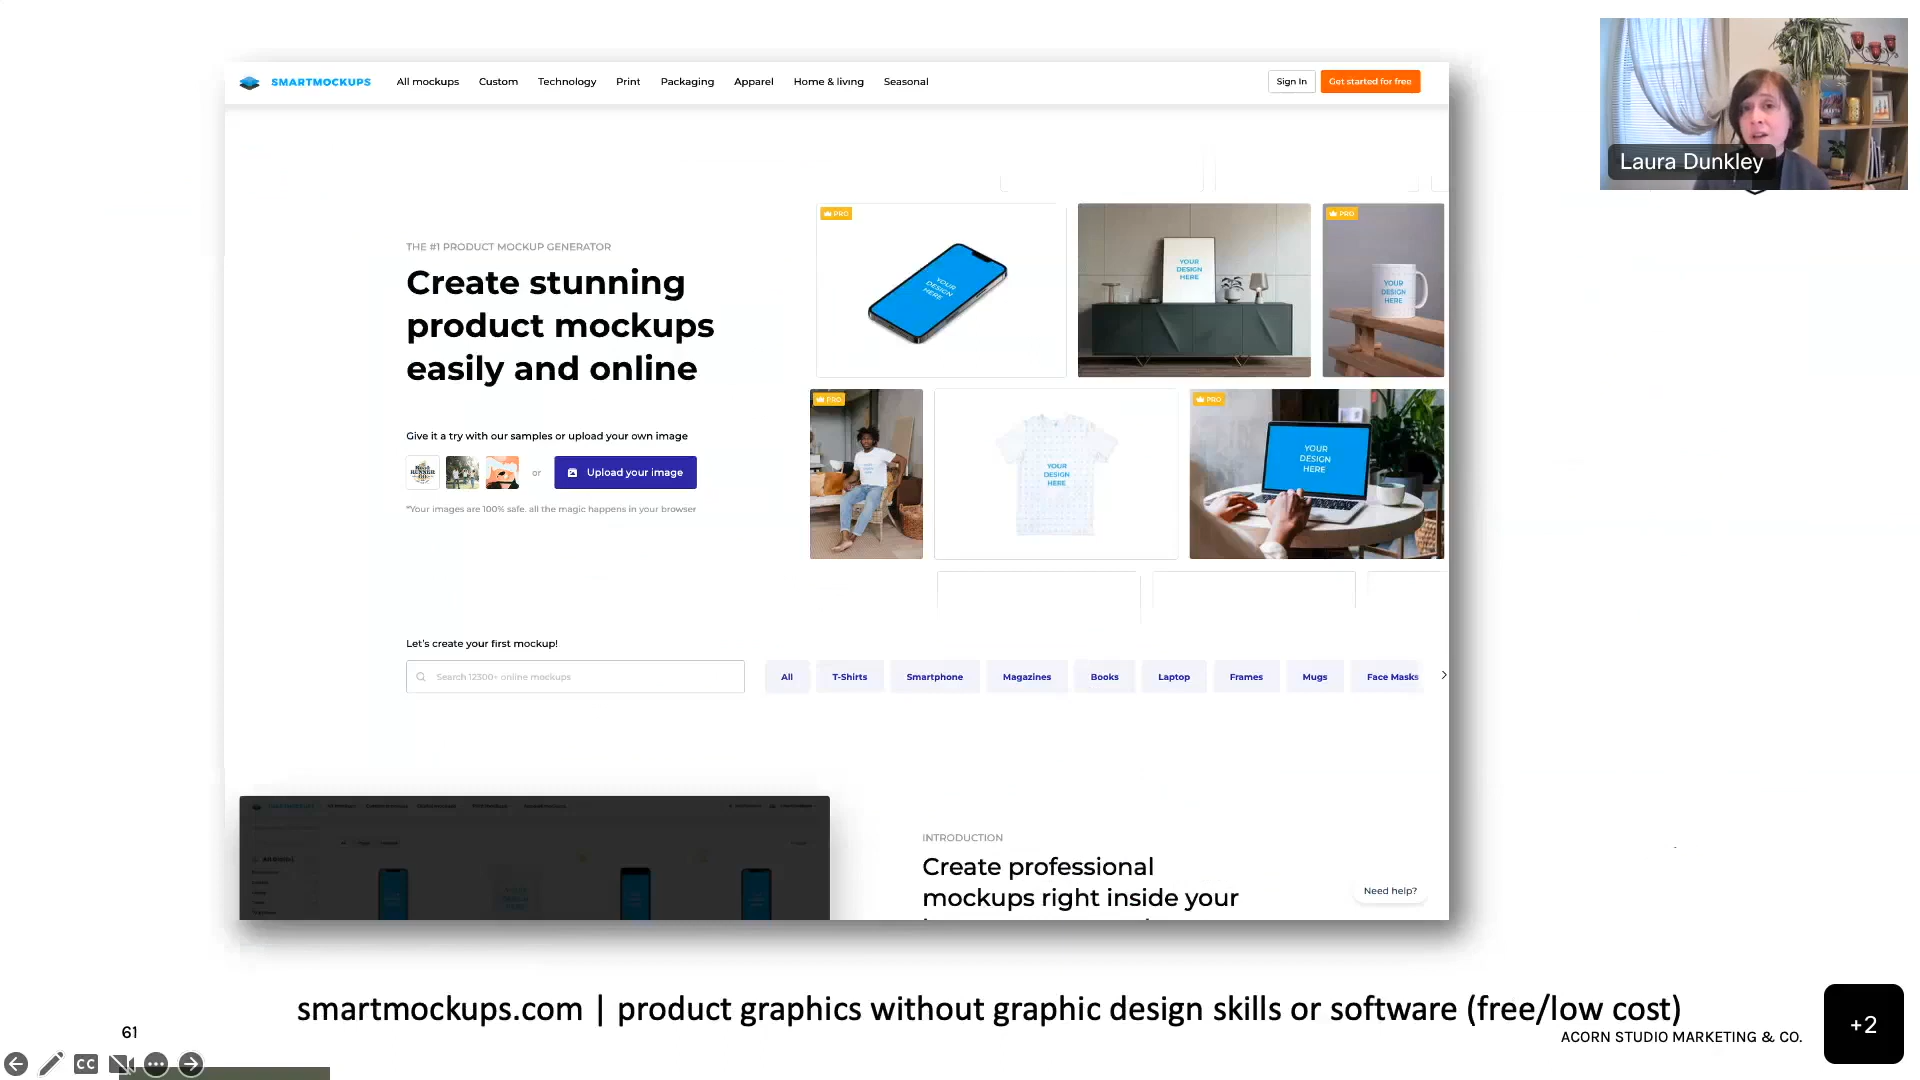 SMARTMOCKUPS
All mockups
Custom
Technology
Print
Packaging
Apparel
Home & living
Seasonal
Sign In
Get started for free
Laura Dunkley
THE #1 PRODUCT MOCKUP GENERATOR
Create stunning
product mockups
easily and online
Give it a try with our samples or upload your own image
or
Upload your image
*Your images are 100% safe. all the magic happens in your browser
PRO
YOUR
DESIGN
HERE
YOUR
DESIGN
HERE
PRO
YOUR
DESIGN
HERE
PRO
YOUR
DESIGN
HERE
PRO
YOUR
DESIGN
HERE
Let's create your first mockup!
Search 12300+ online mockups
All
T-Shirts
Smartphone
Magazines
Books
Laptop
Frames
Mugs
Face Masks
INTRODUCTION
Create professional
mockups right inside your
Need help?
smartmockups.com | product graphics without graphic design skills or software (free/low cost)
61
ACORN STUDIO MARKETING & CO.
+2
CC